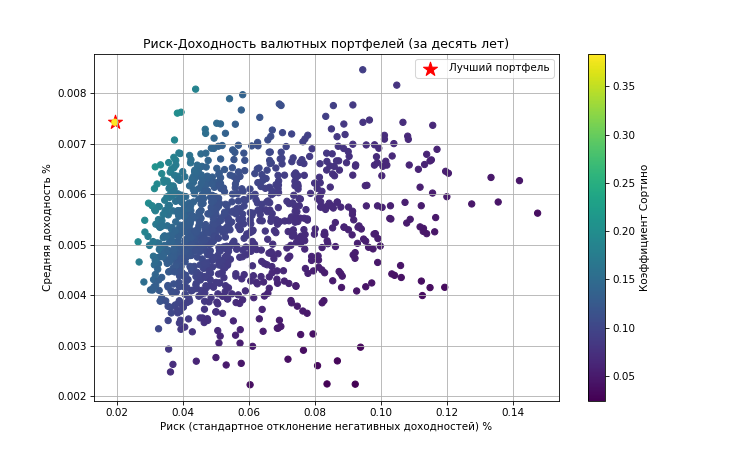 Риск-Доходность валютных портфелей (за десять лет)
Лучший портфель
Средняя доходность %
0.008
0.007
0.006
0.005
0.004
0.003
0.002
0.02 0.04 0.06 0.08 0.10 0.12 0.14
Риск (стандартное отклонение негативных доходностей) %
0.35
0.30
0.25
0.20
0.15
0.10
0.05
Коэффициент Сортино